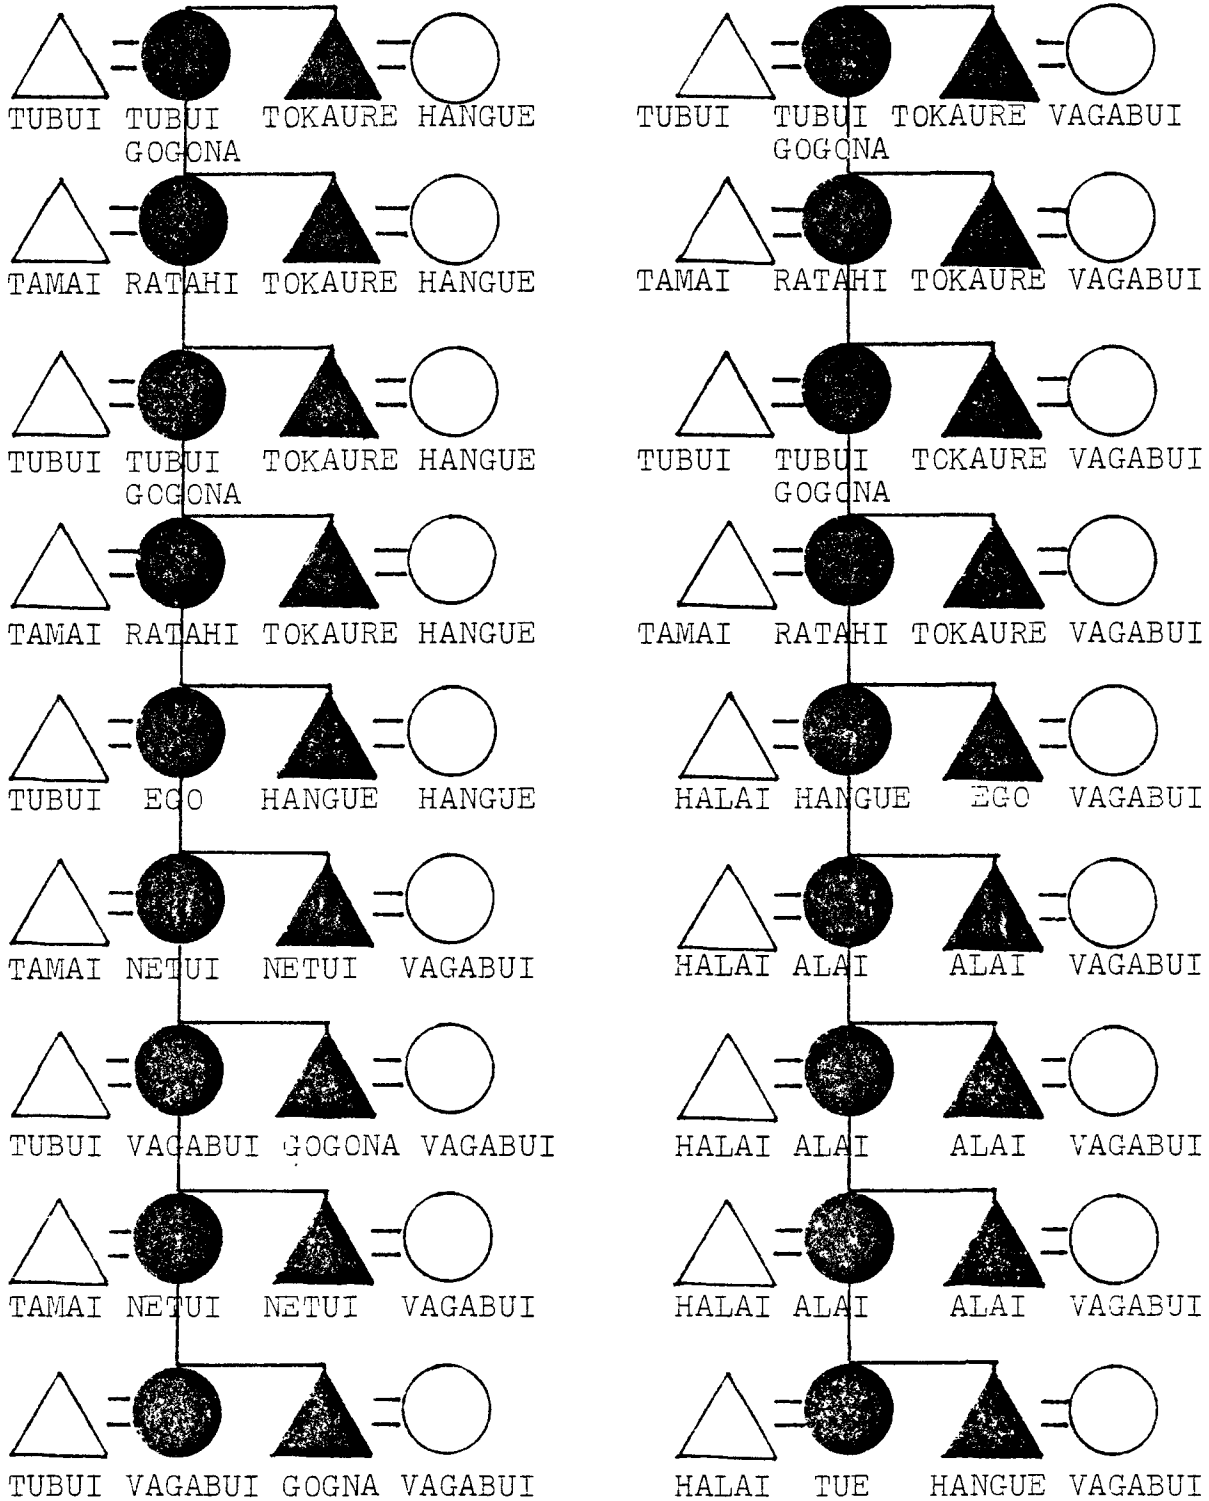 TUBUI TUBUI TOKAURE HANGUE TUBUI TUBUI TOKAURE VAGABUI
GOGONA GOGONA
TAMAI RATAHI TOKAURE HANGUE TAMAI RATAHI TOKAURE VAGABUI
TUBUI TUBUI TOKAURE HANGUE TUBUI TUBUI TOKAURE VAGABUI
GOGONA GOGONA
TAMAI RATAHI TOKAURE HANGUE TAMAI RATAHI TOKAURE VAGABUI
TUBUI EGO HANGUE HANGUE HALAI HANGUE EGO VAGABUI
TAMAI NETUI NETUI VAGABUI HALAI ALAI ALAI VAGABUI
TUBUI VAGABUI GOGONA VAGABUI HALAI ALAI ALAI VAGABUI
TAMAI NETUI NETUI VAGABUI HALAI ALAI ALAI VAGABUI
TUBUI VAGABUI GOGNA VAGABUI HALAI TUE HANGUE VAGABUI